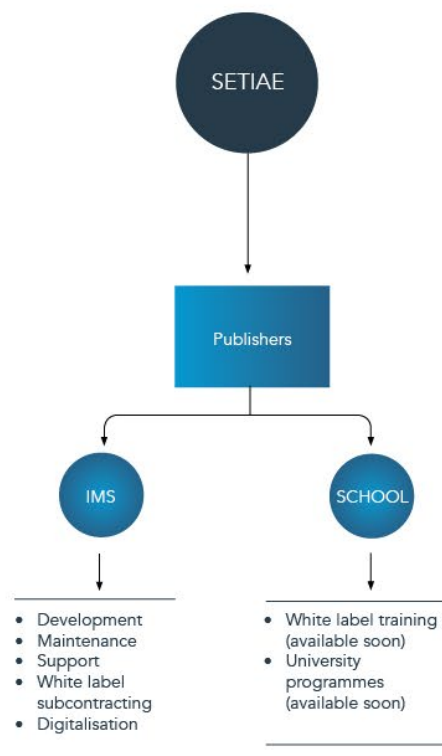 SETIAE
Publishers
IMS
SCHOOL
• Development
• Maintenance
• Support
• White label
subcontracting
• Digitalisation
• White label training
(available soon)
• University
programmes
(available soon)